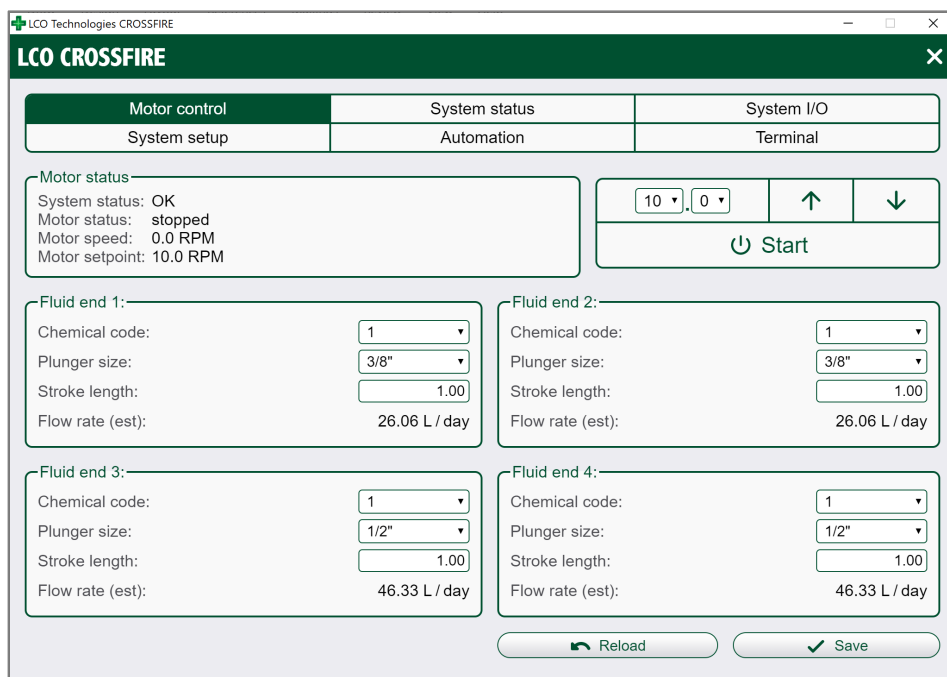 LCO Technologies CROSSFIRE
LCO CROSSFIRE
Motor control System status System I/O
System setup Automation Terminal
Motor status
System status: OK
Motor status: stopped
Motor speed: 0.0 RPM
Motor setpoint: 10.0 RPM
10 . 0
Start
Fluid end 1:
Chemical code: 1
Plunger size: 3/8"
Stroke length: 1.00
Flow rate (est): 26.06 L / day
Fluid end 2:
Chemical code: 1
Plunger size: 3/8"
Stroke length: 1.00
Flow rate (est): 26.06 L / day
Fluid end 3:
Chemical code: 1
Plunger size: 1/2"
Stroke length: 1.00
Flow rate (est): 46.33 L / day
Fluid end 4:
Chemical code: 1
Plunger size: 1/2"
Stroke length: 1.00
Flow rate (est): 46.33 L / day
Reload Save